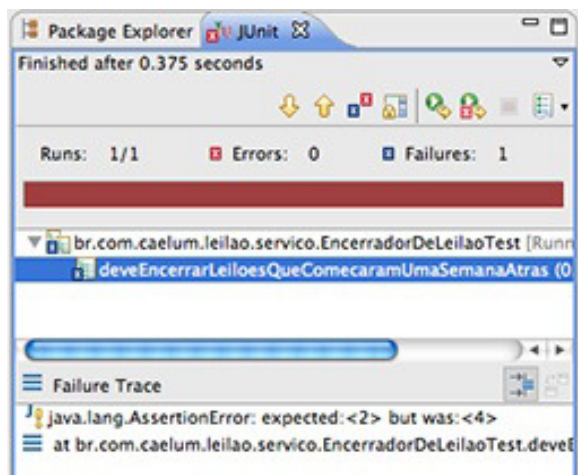 Package Explorer JUnit
Finished after 0.375 seconds
Runs: 1/1 Errors: 0 Failures: 1
br.com.caelum.leilao.servico.EncerradorDeLeilaoTest [Runn
deveEncerrarLeiloesQueComecaramUmaSemanaAtras (0
Failure Trace
java.lang.AssertionError: expected:<2> but was:<4>
at br.com.caelum.leilao.servico.EncerradorDeLeilaoTest.deveE